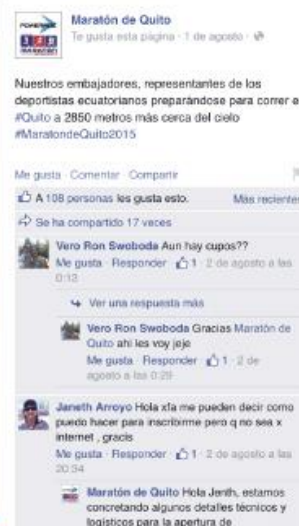 POWERADE
Maratón de Quito
Te gusta esta página · 1 de agosto ·
Nuestros embajadores, representantes de los
deportistas ecuatorianos preparándose para correr e
#Quito a 2850 metros más cerca del cielo
#MaratondeQuito2015
Me gusta · Comentar · Compartir
A 108 personas les gusta esto.
Más recientes
Se ha compartido 17 veces
Vero Ron Swoboda Aun hay cupos??
Me gusta · Responder · 1 · 2 de agosto a las
0:13
Ver una respuesta más
Vero Ron Swoboda Gracias Maratón de
Quito ahi les voy jeje
Me gusta · Responder · 1 · 2 de
agosto a las 0:29
Janeth Arroyo Hola xfa me pueden decir como
puedo hacer para inscribirme pero q no sea x
internet , gracis
Me gusta · Responder · 1 · 2 de agosto a las
20:34
Maratón de Quito Hola Jenth, estamos
concretando algunos detalles técnicos y
logísticos para la apertura de